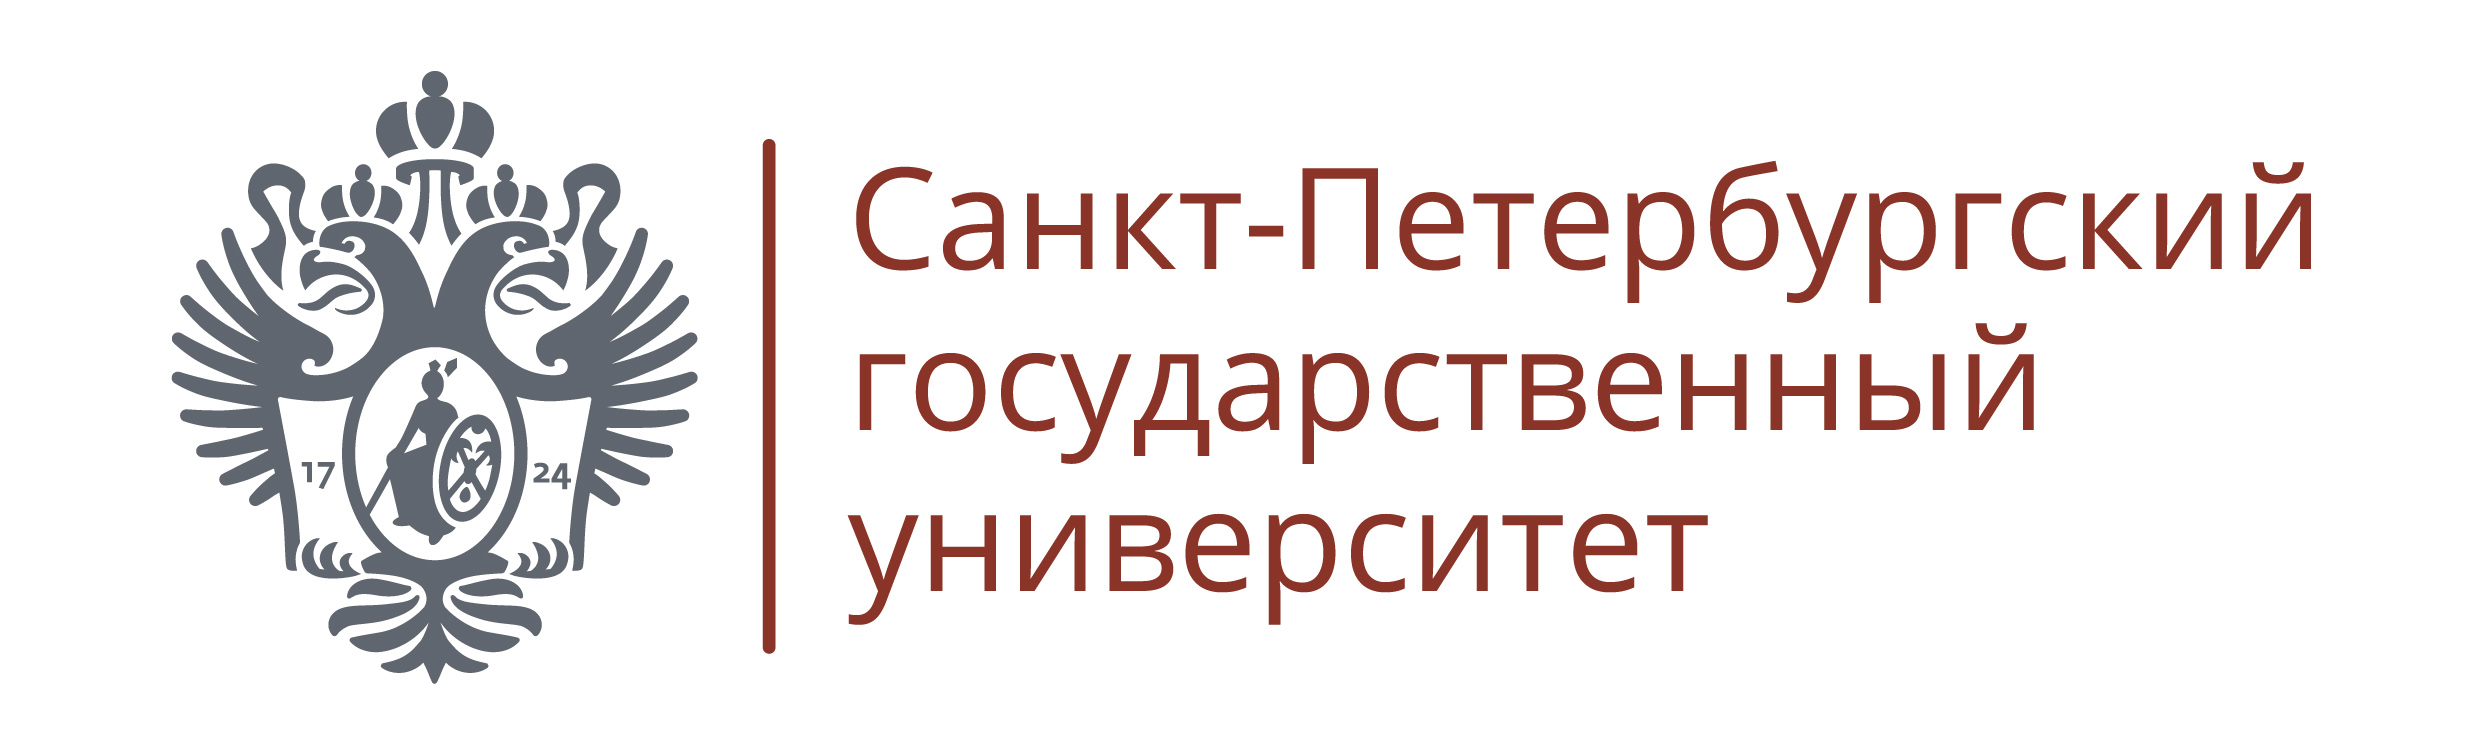 17 24
Санкт-Петербургский
государственный
университет